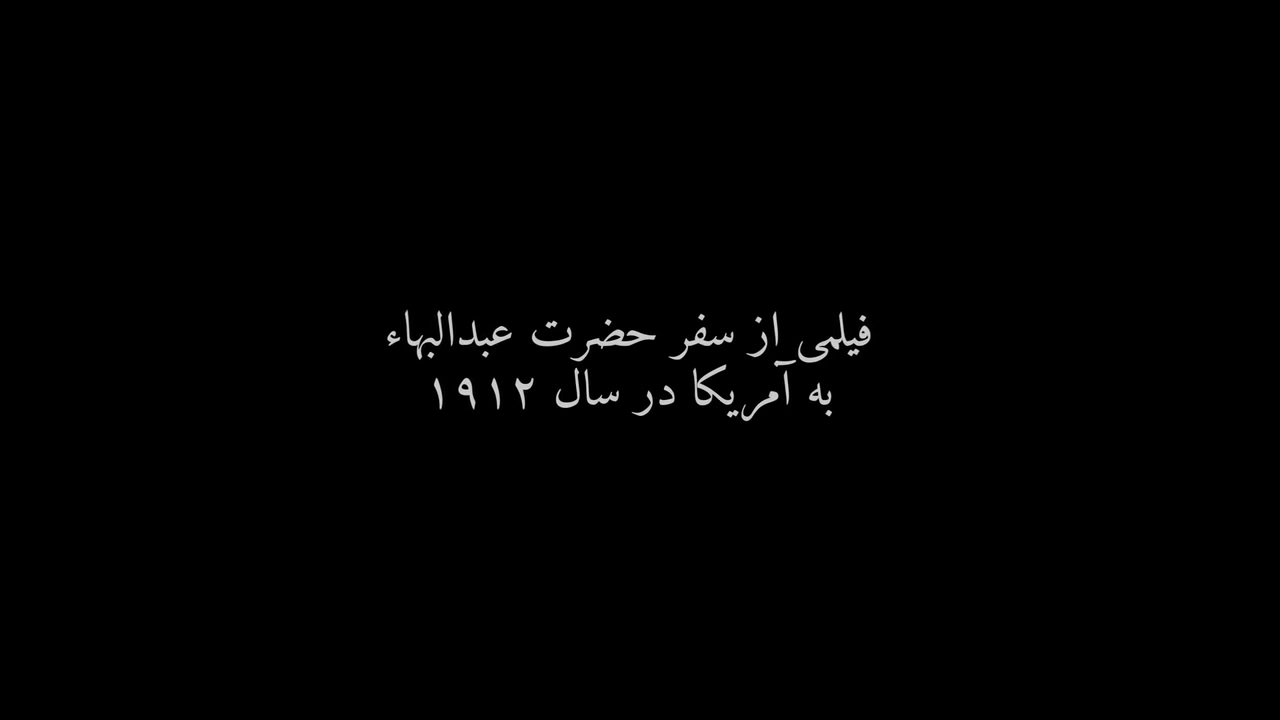 فیلمی از سفر حضرت عبدالبهاء
به آمریکا در سال ۱۹۱۲